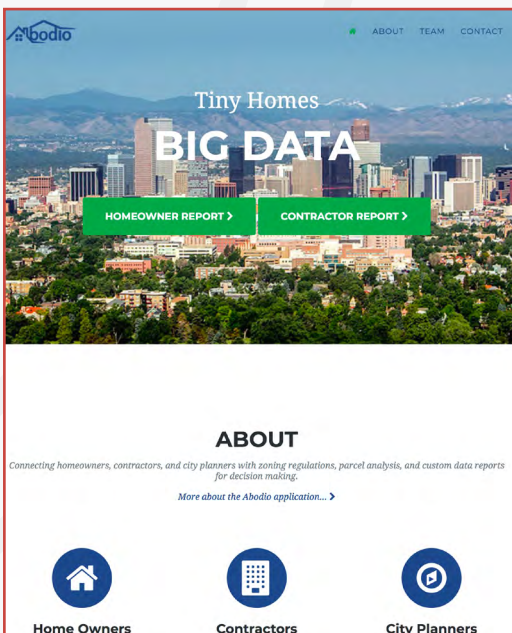 Abodio
ABOUT TEAM CONTACT
Tiny Homes
BIG DATA
HOMEOWNER REPORT
CONTRACTOR REPORT
ABOUT
Connecting homeowners, contractors, and city planners with zoning regulations, parcel analysis, and custom data reports
for decision making.
More about the Abodio application...
Home Owners
Contractors
City Planners